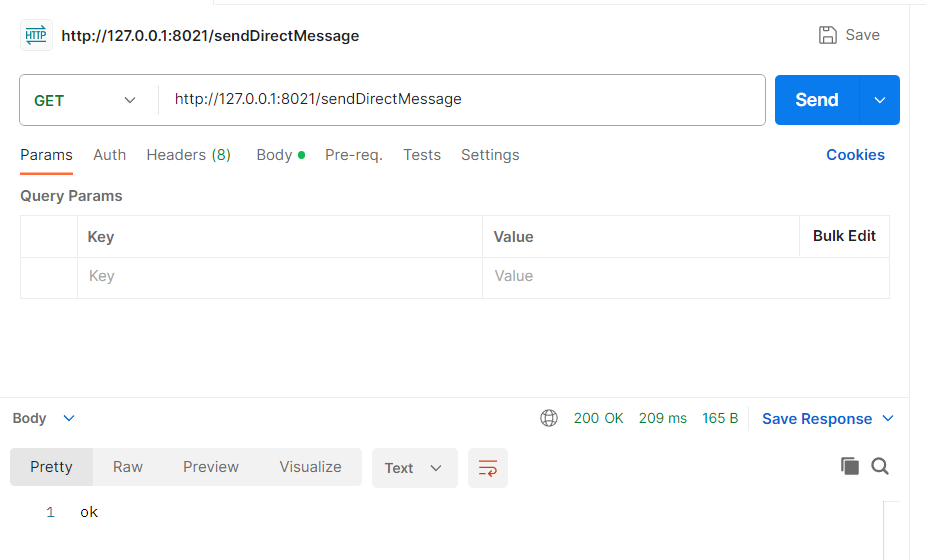 HTTP http://127.0.0.1:8021/sendDirectMessage Save
GET http://127.0.0.1:8021/sendDirectMessage Send
Params Auth Headers (8) Body Pre-req. Tests Settings Cookies
Query Params
Key Value Bulk Edit
Key Value
Body 200 OK 209 ms 165 B Save Response
Pretty Raw Preview Visualize Text
1 ok